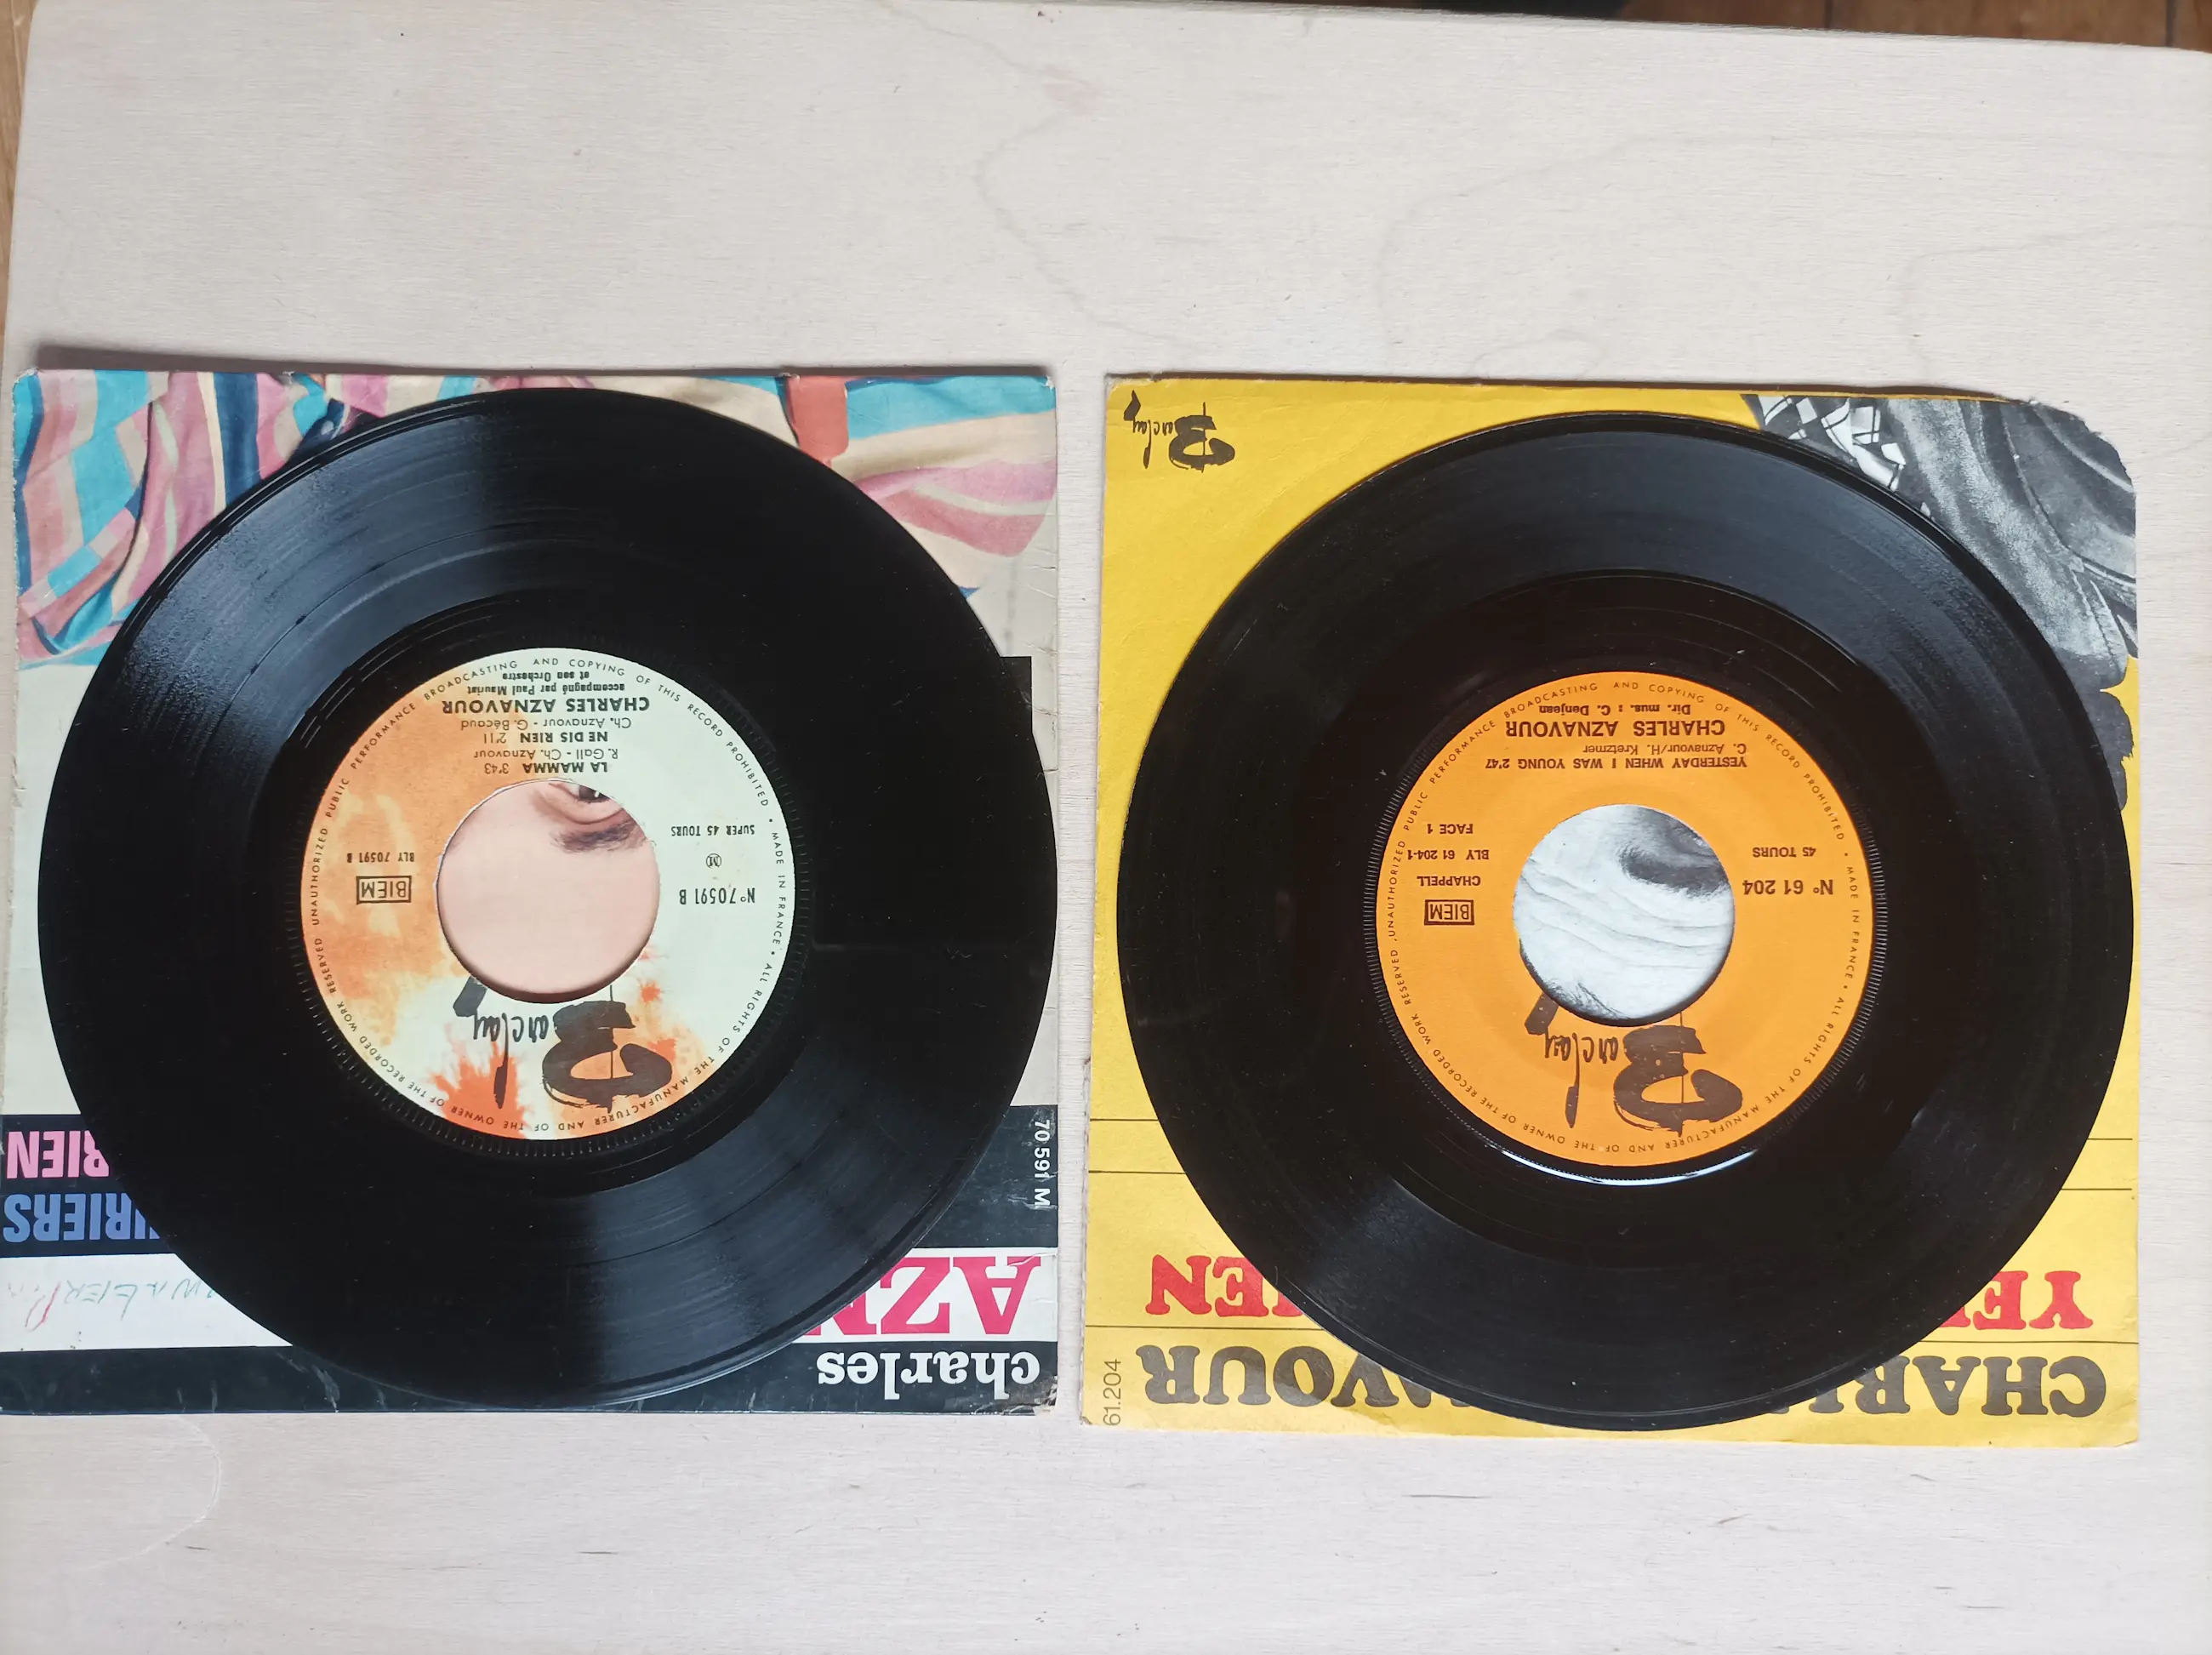 charles
AZN
URIERS
RIEN
70 591 M
LA MAMMA 3'43
R. Gall - Ch. Aznavour
NE DIS RIEN 2'11
Ch. Aznavour - G. Bécaud
CHARLES AZNAVOUR
accompagné par Paul Mauriat
et son Orchestre
Barclay
N° 70591 B
M
SUPER 45 TOURS
BIEM
BLY 70591 B
MADE IN FRANCE • ALL RIGHTS OF THE MANUFACTURER AND OF THE OWNER OF THE RECORDED WORK RESERVED UNAUTHORIZED PUBLIC PERFORMANCE BROADCASTING AND COPYING OF THIS RECORD PROHIBITED •
CHARL AVOUR
YE EN
61.204
Barclay
Barclay
N° 61 204
45 TOURS
BIEM
CHAPPELL
BLY 61 204-1
FACE 1
YESTERDAY WHEN I WAS YOUNG 2'47
C. Aznavour/H. Kretzmer
CHARLES AZNAVOUR
Dir. mus. : C. Denjean
MADE IN FRANCE • ALL RIGHTS OF THE MANUFACTURER AND OF THE OWNER OF THE RECORDED WORK RESERVED . UNAUTHORIZED PUBLIC PERFORMANCE BROADCASTING AND COPYING OF THIS RECORD PROHIBITED •